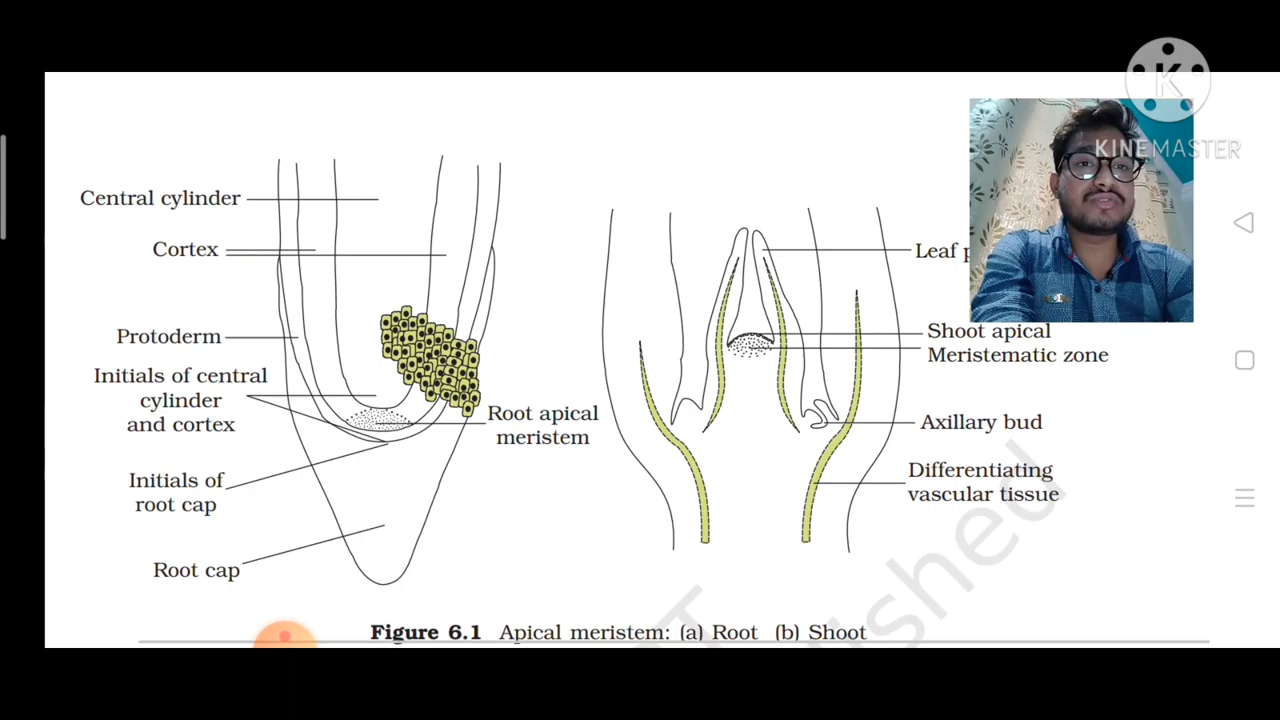 K
KINEMASTER
Central cylinder
Cortex
Protoderm
Initials of central
cylinder
and cortex
Initials of
root cap
Root cap
Root apical
meristem
Leaf
Shoot apical
Meristematic zone
Axillary bud
Differentiating
vascular tissue
Figure 6.1 Apical meristem: (a) Root (b) Shoot